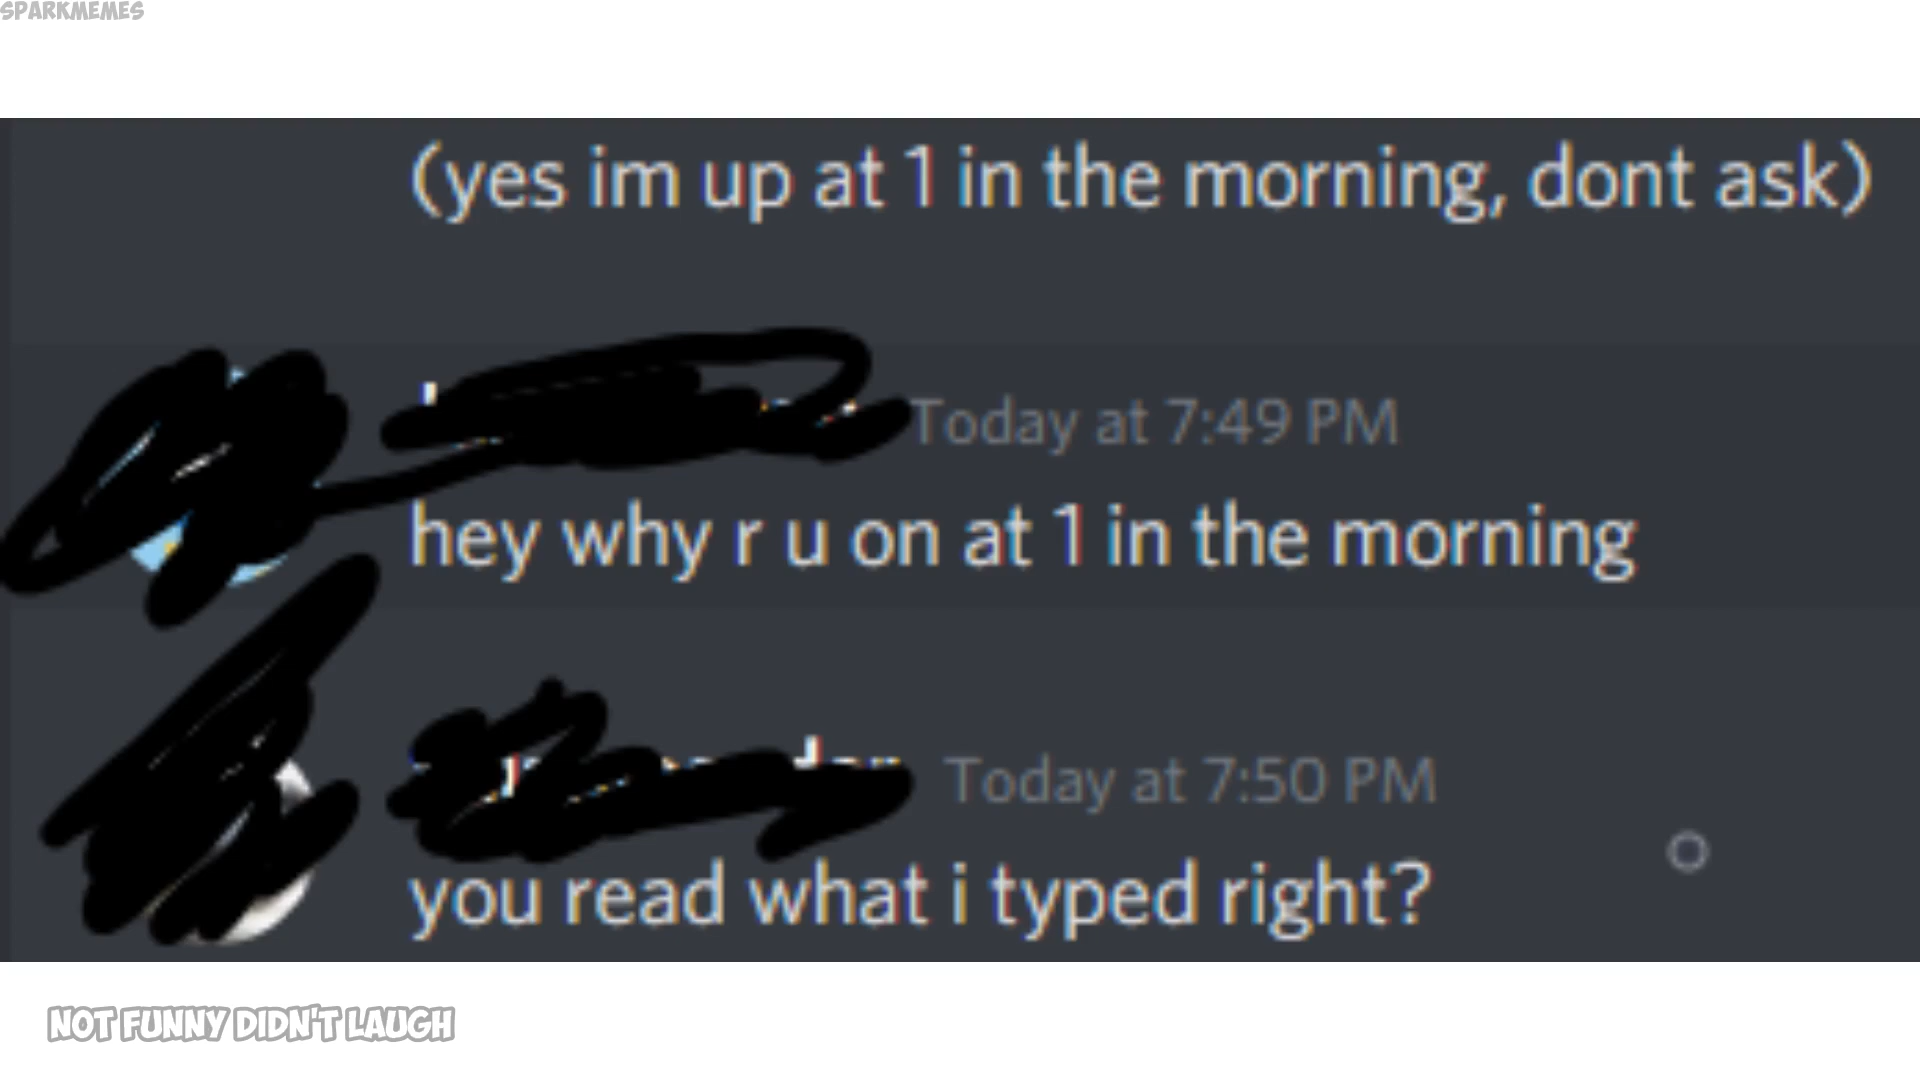 SPARKMEMES
(yes im up at 1 in the morning, dont ask)
Today at 7:49 PM
hey why r u on at 1 in the morning
Today at 7:50 PM
you read what i typed right?
NOT FUNNY DIDN'T LAUGH